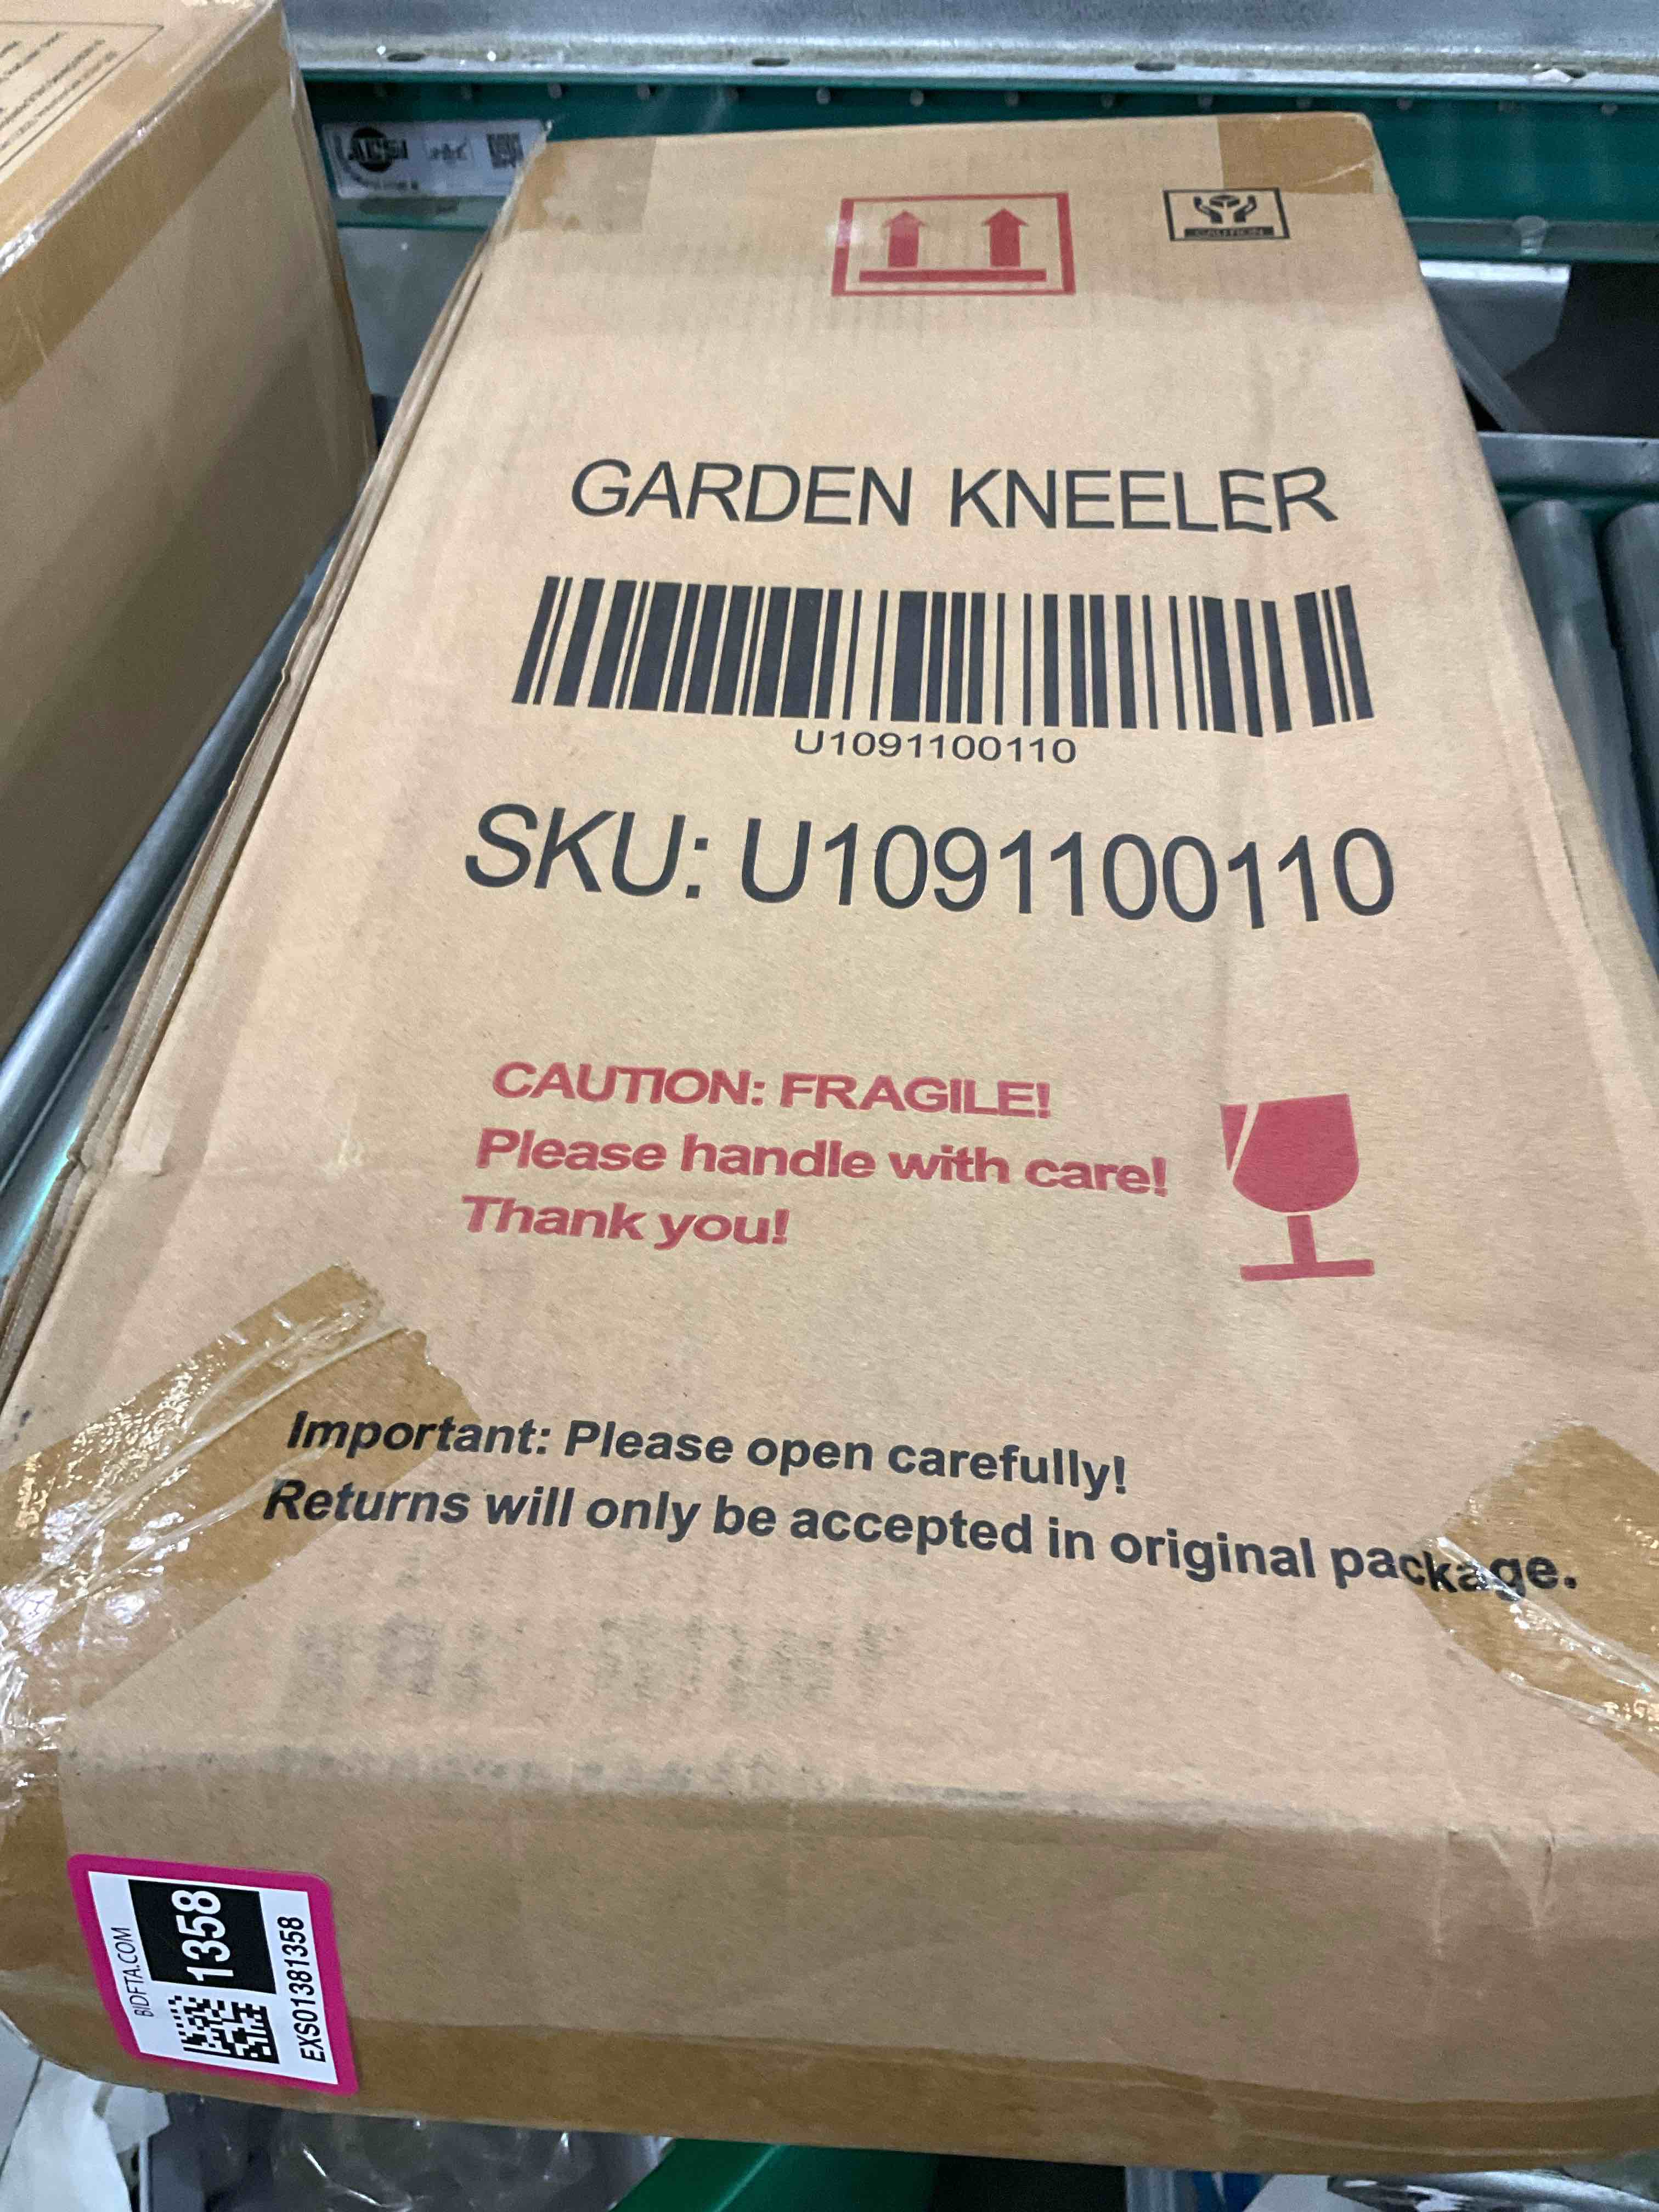 CAUTION
GARDEN KNEELER
U1091100110
SKU: U1091100110
CAUTION: FRAGILE!
Please handle with care!
Thank you!
Important: Please open carefully!
Returns will only be accepted in original package.
BIDFTA.COM
1358
EXS01381358